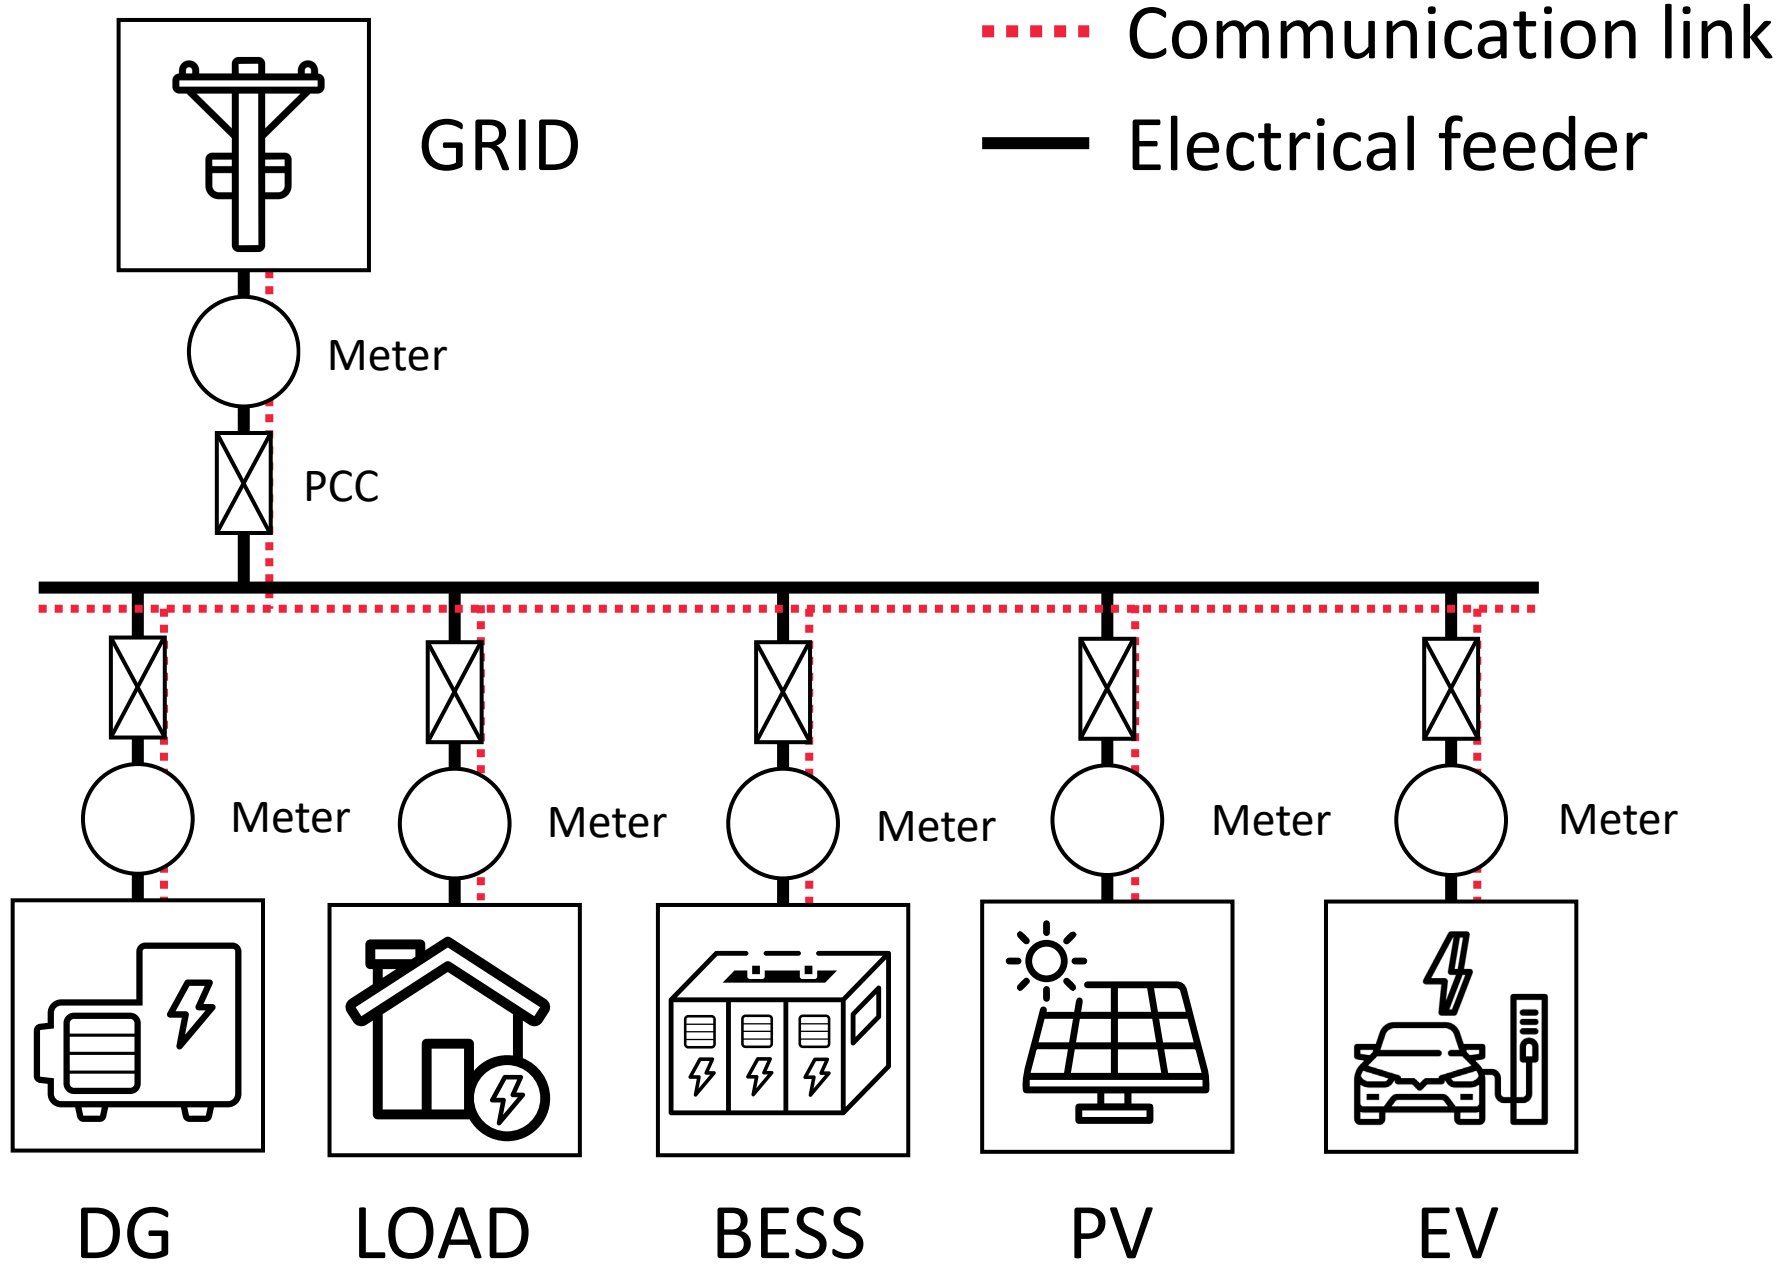 Communication link
Electrical feeder
GRID
Meter
PCC
Meter
Meter
Meter
Meter
Meter
DG
LOAD
BESS
PV
EV